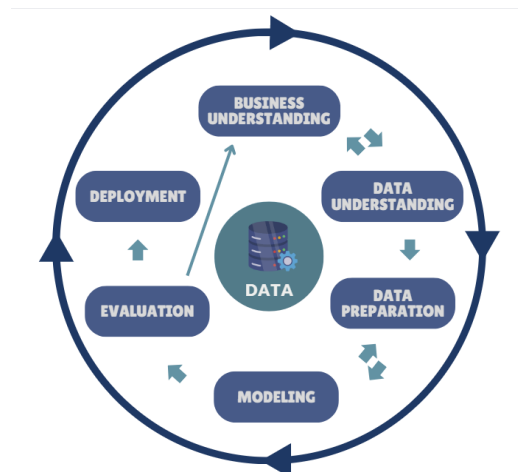 BUSINESS
UNDERSTANDING
DEPLOYMENT
DATA
UNDERSTANDING
DATA
EVALUATION
DATA
PREPARATION
MODELING